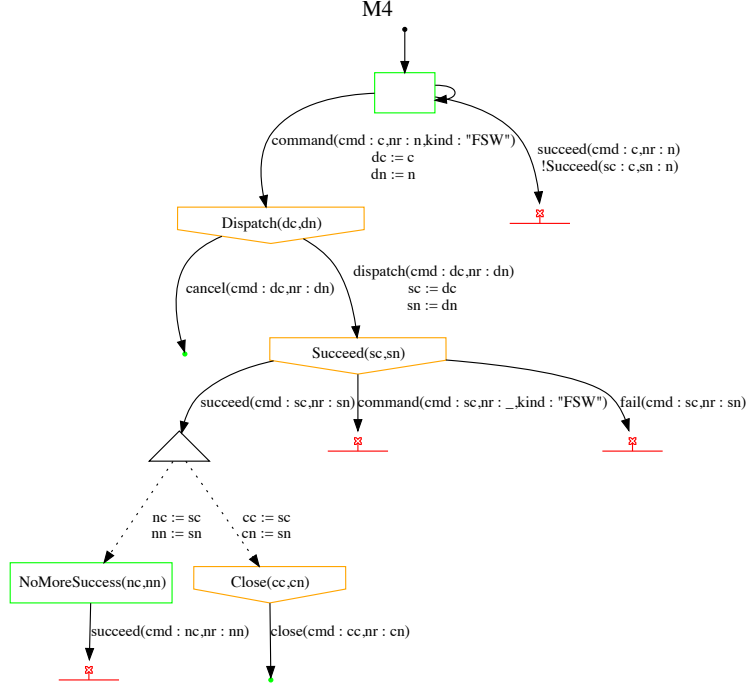 M4
command(cmd : c,nr : n,kind : "FSW")
dc := c
dn := n
succeed(cmd : c,nr : n)
!Succeed(sc : c,sn : n)
Dispatch(dc,dn)
cancel(cmd : dc,nr : dn)
dispatch(cmd : dc,nr : dn)
sc := dc
sn := dn
Succeed(sc,sn)
succeed(cmd : sc,nr : sn)
command(cmd : sc,nr : _,kind : "FSW")
fail(cmd : sc,nr : sn)
nc := sc
nn := sn
cc := sc
cn := sn
NoMoreSuccess(nc,nn)
Close(cc,cn)
succeed(cmd : nc,nr : nn)
close(cmd : cc,nr : cn)